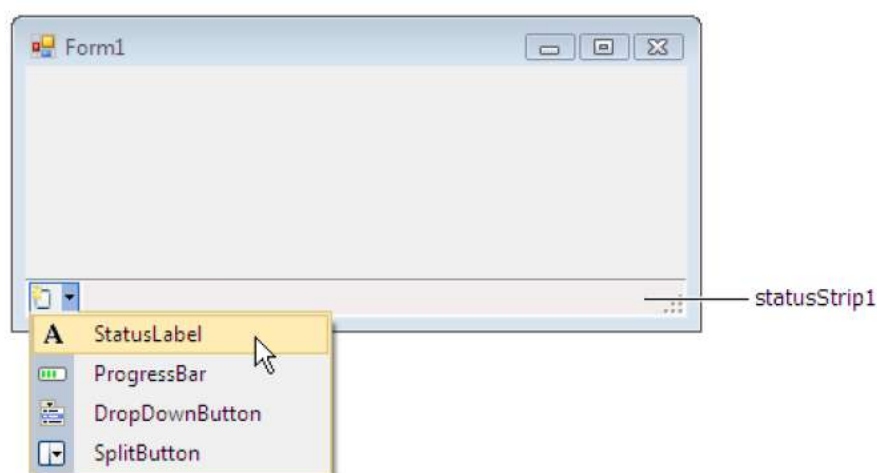 Form1
statusStrip1
A StatusLabel
ProgressBar
DropDownButton
SplitButton